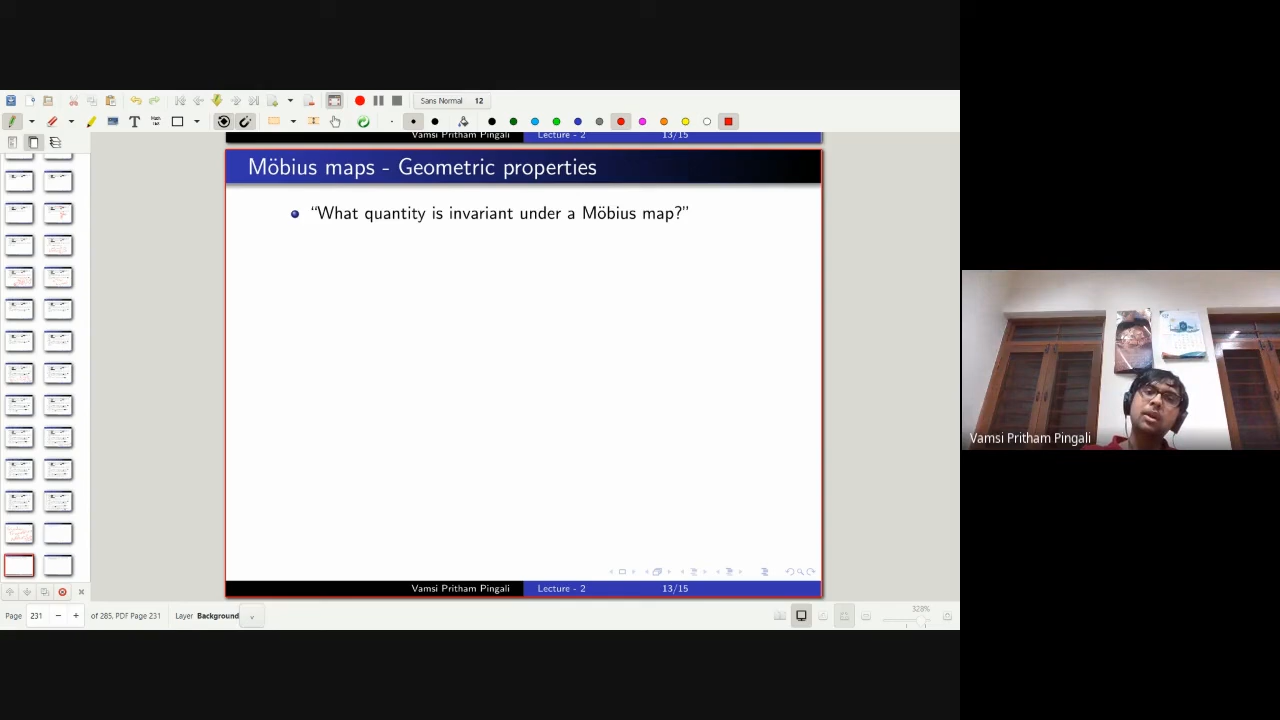 Sans Normal 12
Vamsi Pritham Pingali Lecture - 2 13/15
Möbius maps - Geometric properties
“What quantity is invariant under a Möbius map?”
Vamsi Pritham Pingali
Vamsi Pritham Pingali Lecture - 2 13/15
Page 231 of 285, PDF Page 231 Layer Background
328%